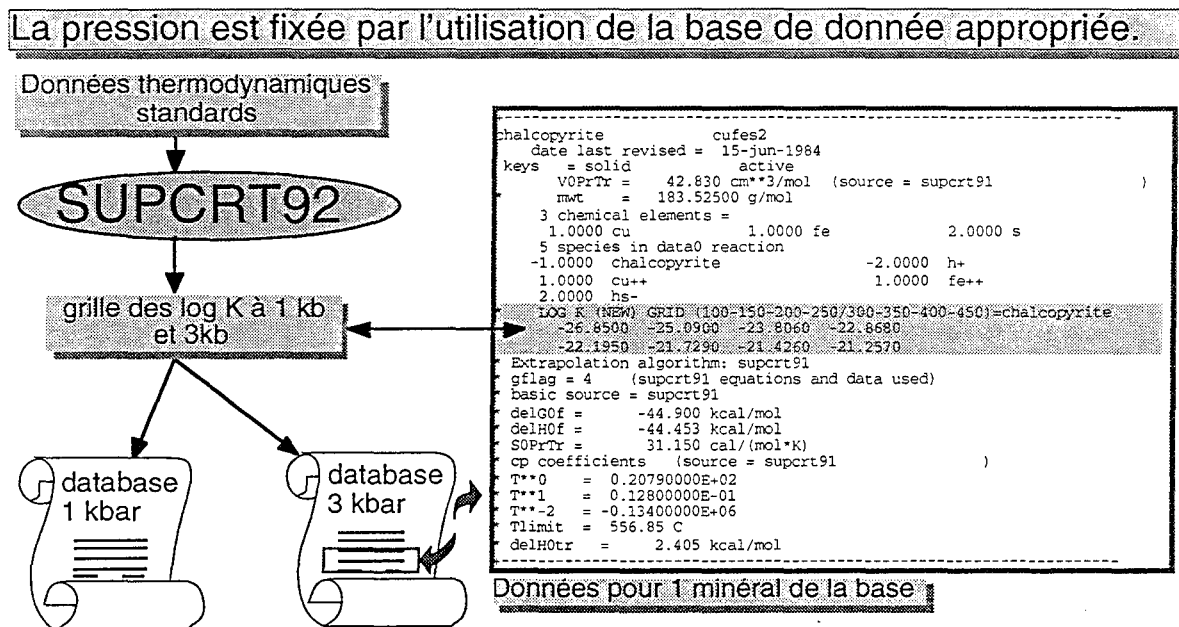 La pression est fixée par l'utilisation de la base de donnée appropriée.
Données thermodynamiques
standards
SUPCRT92
grille des log K à 1 kb
et 3kb
database
1 kbar
database
3 kbar
chalcopyrite cufes2
date last revised = 15-jun-1984
keys = solid active
V0PrTr = 42.830 cm**3/mol (source = supcrt91 )
mwt = 183.52500 g/mol
3 chemical elements =
1.0000 cu 1.0000 fe 2.0000 s
5 species in data0 reaction
-1.0000 chalcopyrite -2.0000 h+
1.0000 cu++ 1.0000 fe++
2.0000 hs-
LOG K (NEW) GRID (100-150-200-250/300-350-400-450)=chalcopyrite
-26.8500 -25.0900 -23.8060 -22.8680
-22.1950 -21.7290 -21.4260 -21.2570
* Extrapolation algorithm: supcrt91
* gflag = 4 (supcrt91 equations and data used)
* basic source = supcrt91
* delG0f = -44.900 kcal/mol
* delH0f = -44.453 kcal/mol
* S0PrTr = 31.150 cal/(mol*K)
* cp coefficients (source = supcrt91 )
* T**0 = 0.20790000E+02
* T**1 = 0.12800000E-01
* T**-2 = -0.13400000E+06
* Tlimit = 556.85 C
* delH0tr = 2.405 kcal/mol
Données pour 1 minéral de la base